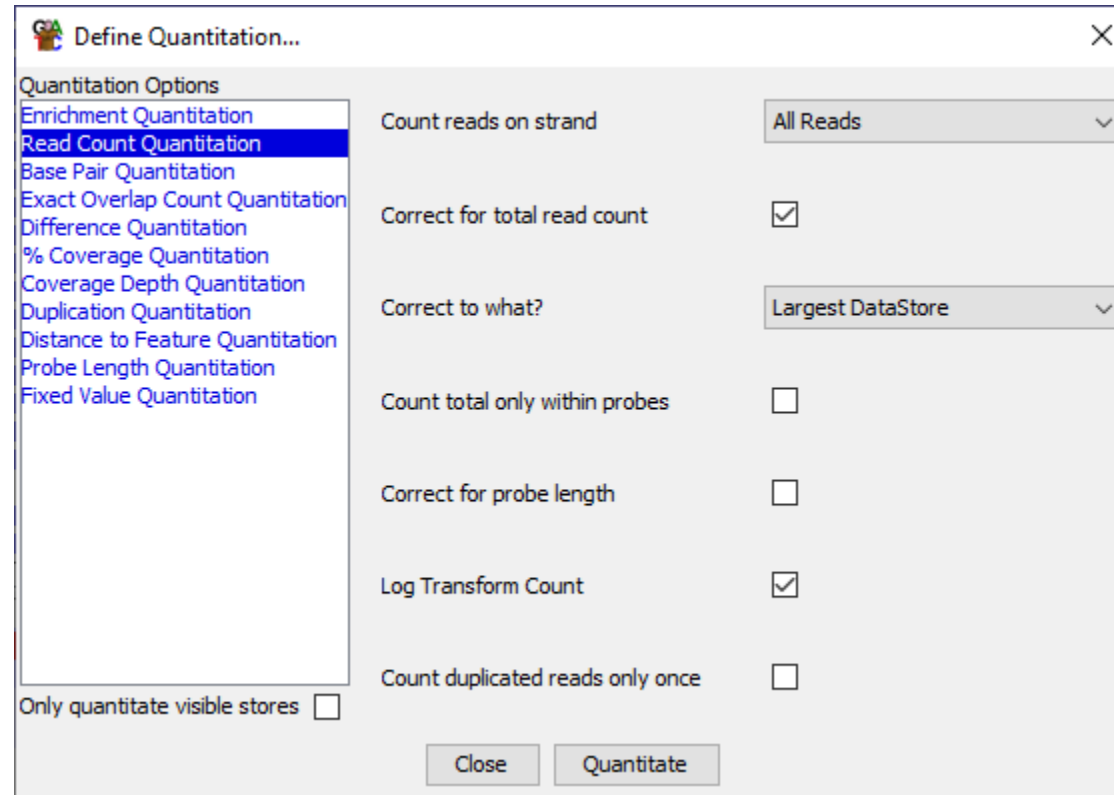 Define Quantitation...
Quantitation Options
Enrichment Quantitation
Read Count Quantitation
Base Pair Quantitation
Exact Overlap Count Quantitation
Difference Quantitation
% Coverage Quantitation
Coverage Depth Quantitation
Duplication Quantitation
Distance to Feature Quantitation
Probe Length Quantitation
Fixed Value Quantitation
Only quantitate visible stores
Count reads on strand All Reads
Correct for total read count
Correct to what? Largest DataStore
Count total only within probes
Correct for probe length
Log Transform Count
Count duplicated reads only once
Close Quantitate